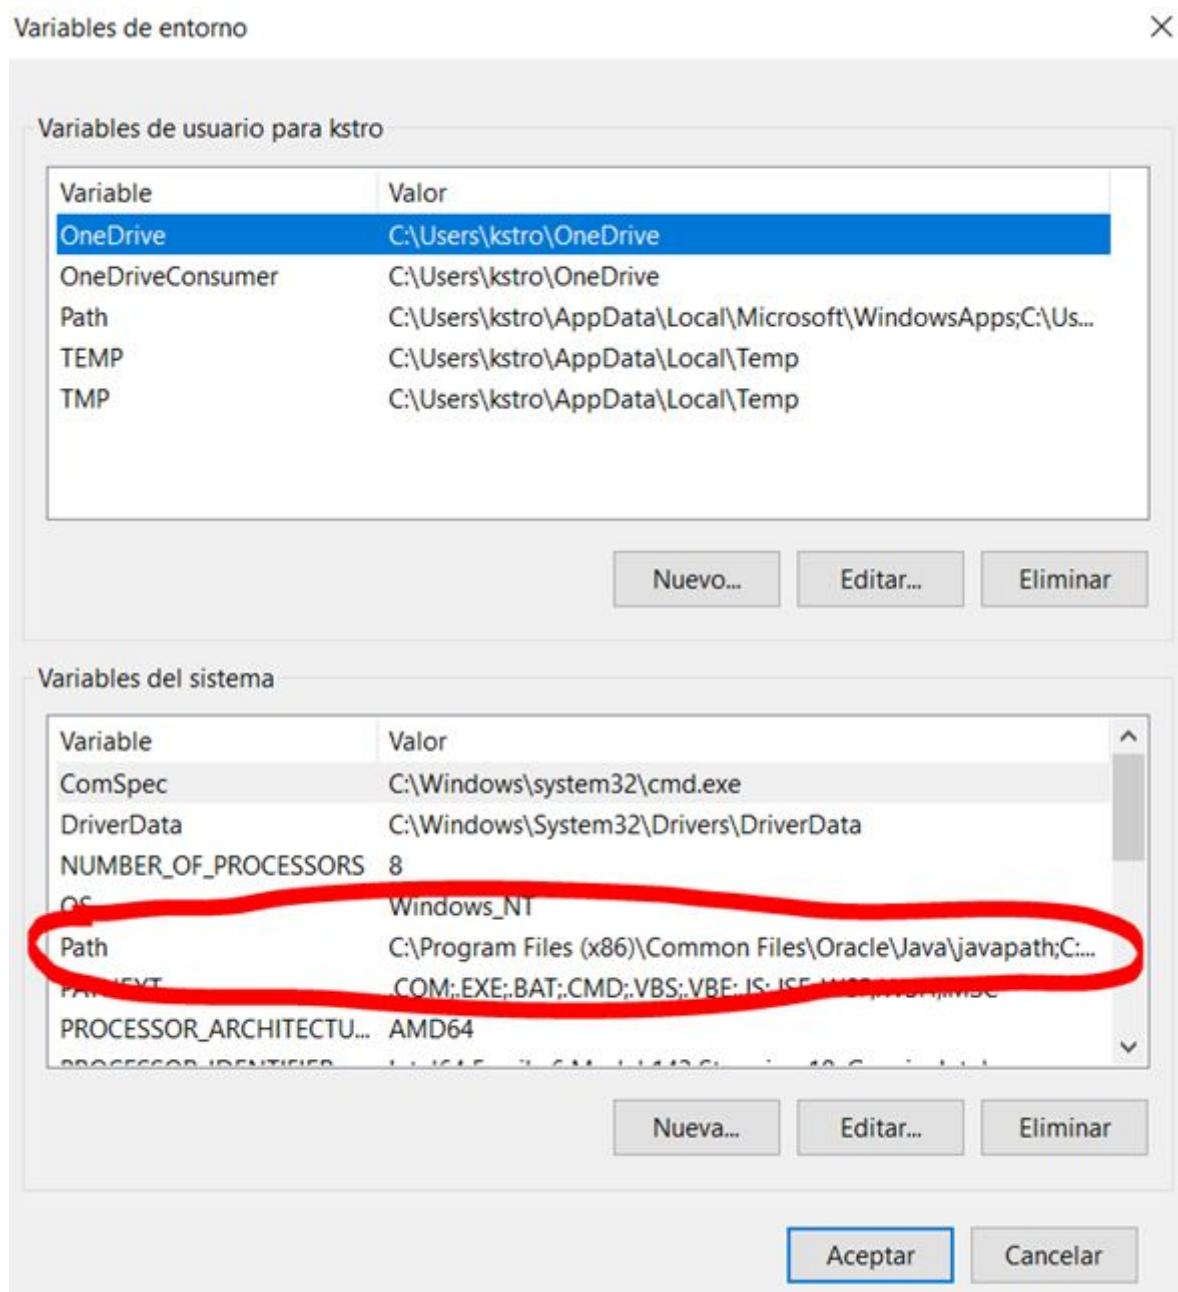 Variables de entorno
Variables de usuario para kstro
Variable Valor
OneDrive C:\Users\kstro\OneDrive
OneDriveConsumer C:\Users\kstro\OneDrive
Path C:\Users\kstro\AppData\Local\Microsoft\WindowsApps;C:\Us...
TEMP C:\Users\kstro\AppData\Local\Temp
TMP C:\Users\kstro\AppData\Local\Temp
Nuevo... Editar... Eliminar
Variables del sistema
Variable Valor
ComSpec C:\Windows\system32\cmd.exe
DriverData C:\Windows\System32\Drivers\DriverData
NUMBER_OF_PROCESSORS 8
OS Windows_NT
Path C:\Program Files (x86)\Common Files\Oracle\Java\javapath;C:...
.COM;.EXE;.BAT;.CMD;.VBS;.VBE;.JS;.JSE;
PROCESSOR_ARCHITECTU... AMD64
Nueva... Editar... Eliminar
Aceptar Cancelar